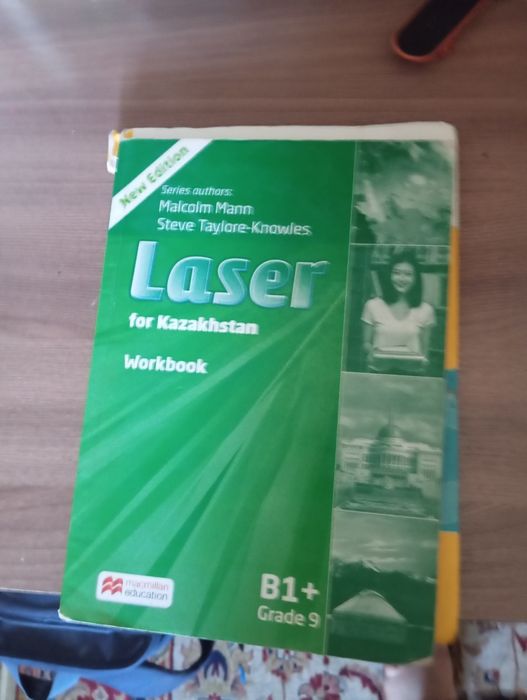 New Edition
Series authors:
Malcolm Mann
Steve Taylore-Knowles
Laser
for Kazakhstan
Workbook
macmillan
education
B1+
Grade 9